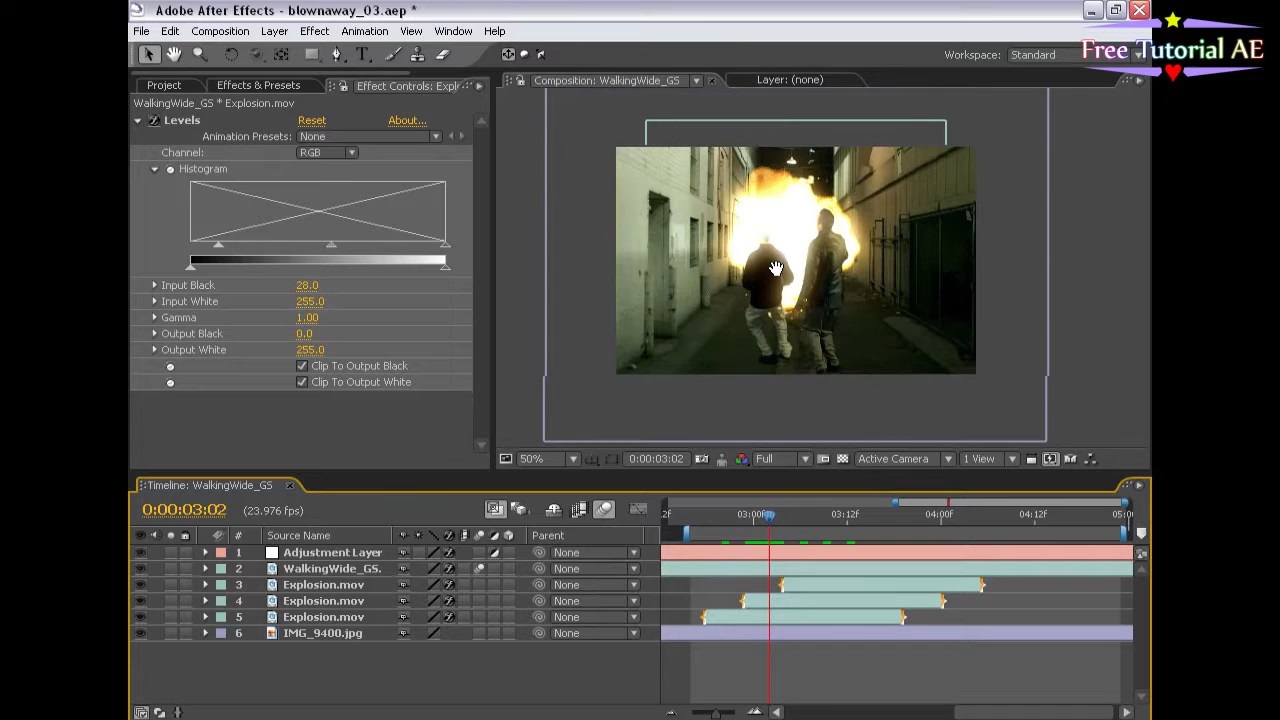 Adobe After Effects - blownaway_03.aep *
File Edit Composition Layer Effect Animation View Window Help
Free Tutorial AE
Workspace: Standard
Project Effects & Presets Effect Controls: Expl
Composition: WalkingWide_GS Layer: (none)
WalkingWide_GS * Explosion.mov
Levels Reset About...
Animation Presets: None
Channel: RGB
Histogram
Input Black 28.0
Input White 255.0
Gamma 1.00
Output Black 0.0
Output White 255.0
Clip To Output Black
Clip To Output White
50% 0:00:03:02 Full Active Camera 1 View
Timeline: WalkingWide_GS
0:00:03:02 (23.976 fps)
:2f 03:00f 03:12f 04:00f 04:12f 05:00
# Source Name Parent
1 Adjustment Layer None
2 WalkingWide_GS. None
3 Explosion.mov None
4 Explosion.mov None
5 Explosion.mov None
6 IMG_9400.jpg None